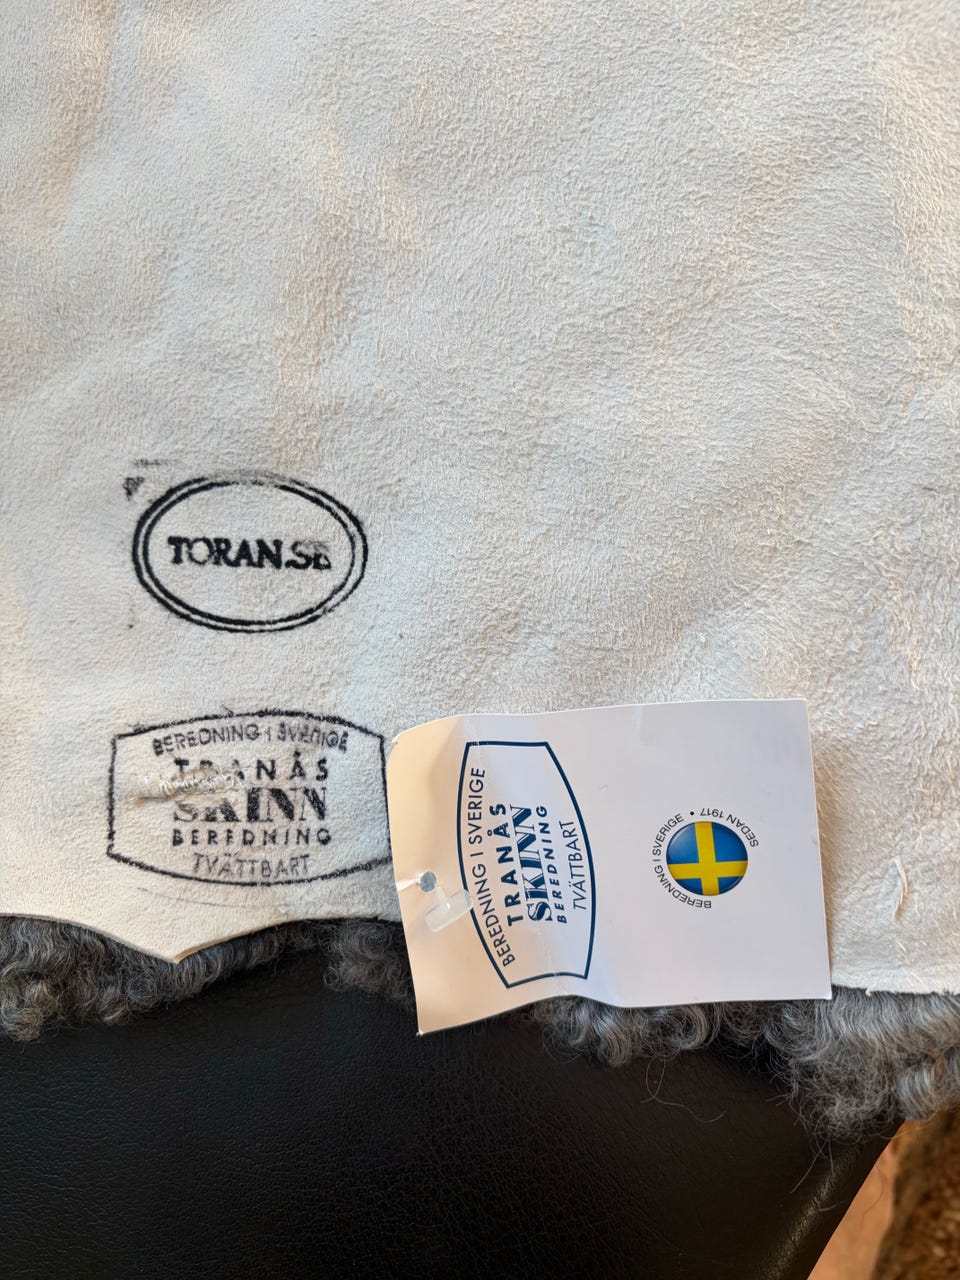 TORAN.SE
BEREDNING I SVERIGE
TRANÅS
SKINN
BEREDNING
TVÄTTBART
BEREDNING I SVERIGE
TRANÅS
SKINN
BEREDNING
TVÄTTBART
BEREDNING I SVERIGE • SEDAN 1917